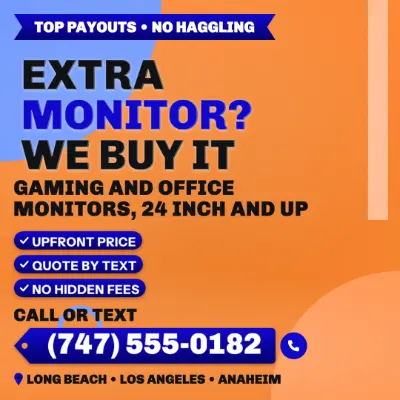 TOP PAYOUTS • NO HAGGLING
EXTRA
MONITOR?
WE BUY IT
GAMING AND OFFICE
MONITORS, 24 INCH AND UP
UPFRONT PRICE
QUOTE BY TEXT
NO HIDDEN FEES
CALL OR TEXT
(747) 555-0182
LONG BEACH • LOS ANGELES • ANAHEIM